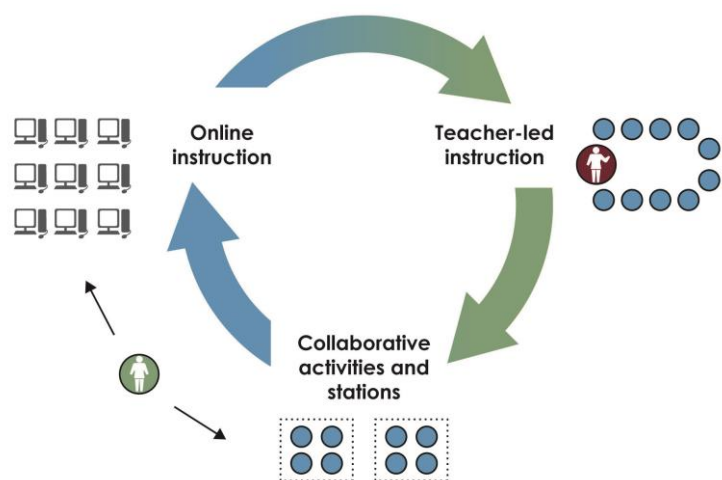 Online
instruction
Teacher-led
instruction
Collaborative
activities and
stations